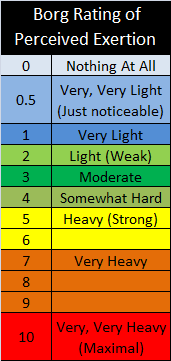 Borg Rating of
Perceived Exertion
0 Nothing At All
0.5 Very, Very Light
(Just noticeable)
1 Very Light
2 Light (Weak)
3 Moderate
4 Somewhat Hard
5 Heavy (Strong)
6
7 Very Heavy
8
9
10 Very, Very Heavy
(Maximal)